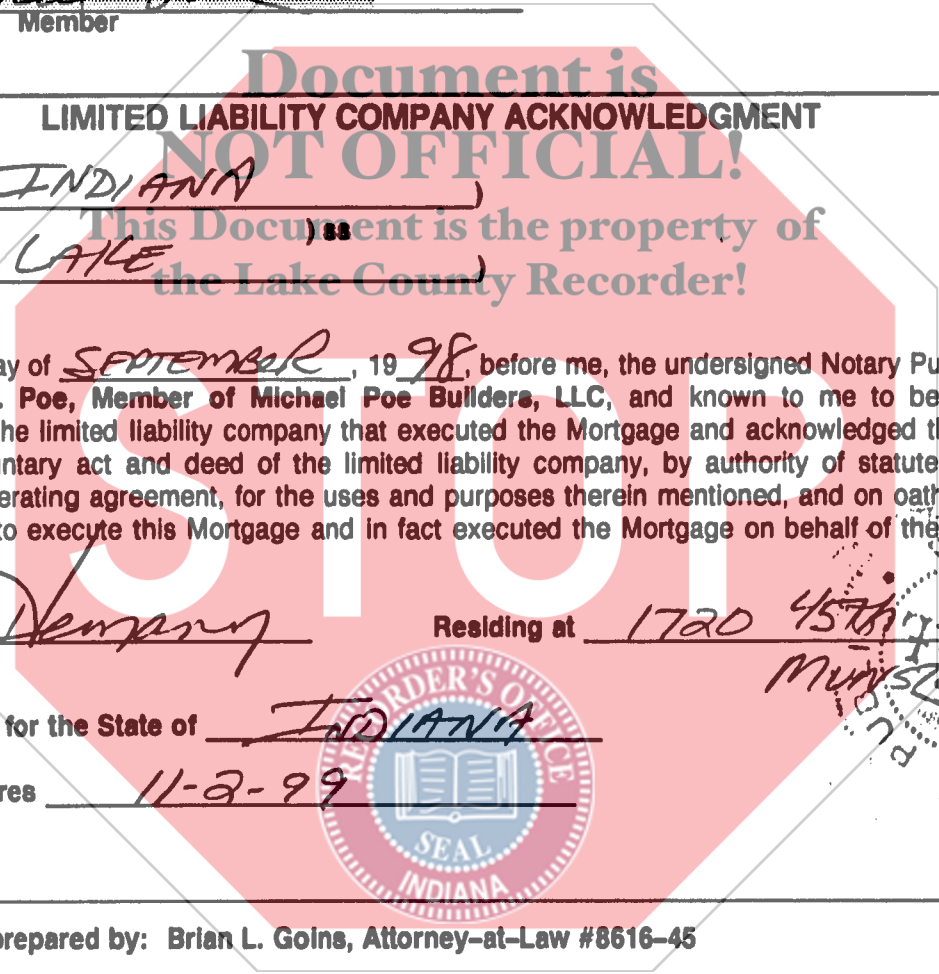 Member
Document is
LIMITED LIABILITY COMPANY ACKNOWLEDGMENT
NOT OFFICIAL!
INDIANA )
This Document is the property of
) ss
LAKE )
the Lake County Recorder!
ay of SEPTEMBER, 19 98, before me, the undersigned Notary Pu
. Poe, Member of Michael Poe Builders, LLC, and known to me to be
he limited liability company that executed the Mortgage and acknowledged th
untary act and deed of the limited liability company, by authority of statute
erating agreement, for the uses and purposes therein mentioned, and on oath
to execute this Mortgage and in fact executed the Mortgage on behalf of the
STOP
Residing at 1720 45th
Munst
for the State of INDIANA
res 11-2-99
RECORDER'S OFFICE
SEAL
INDIANA
prepared by: Brian L. Goins, Attorney-at-Law #8616-45